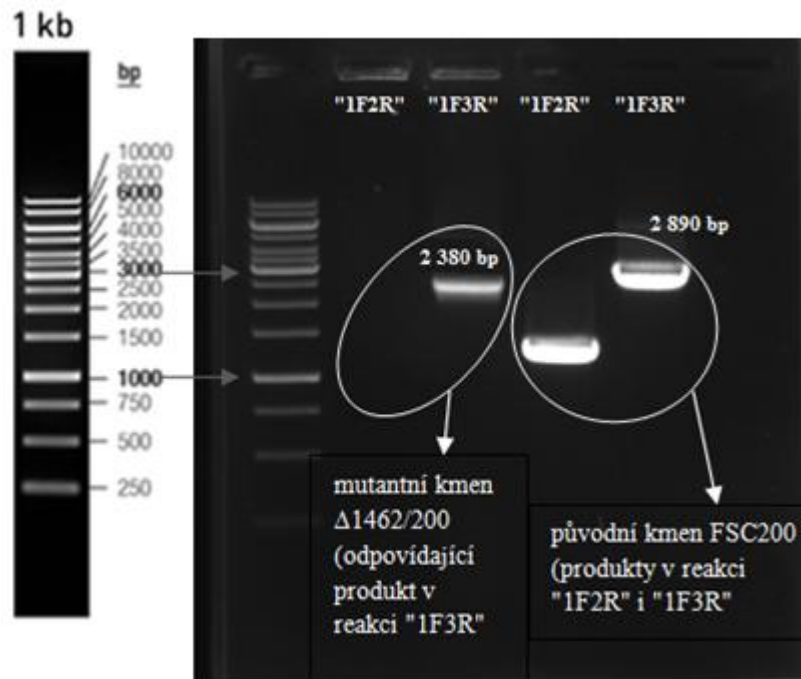 1 kb
bp
10000
8000
6000
5000
4000
3500
3000
2500
2000
1500
1000
750
500
250
"1F2R" "1F3R" "1F2R" "1F3R"
2 380 bp
2 890 bp
mutantní kmen
Δ1462/200
(odpovídající
produkt v
reakci "1F3R"
původní kmen FSC200
(produkty v reakci
"1F2R" i "1F3R"